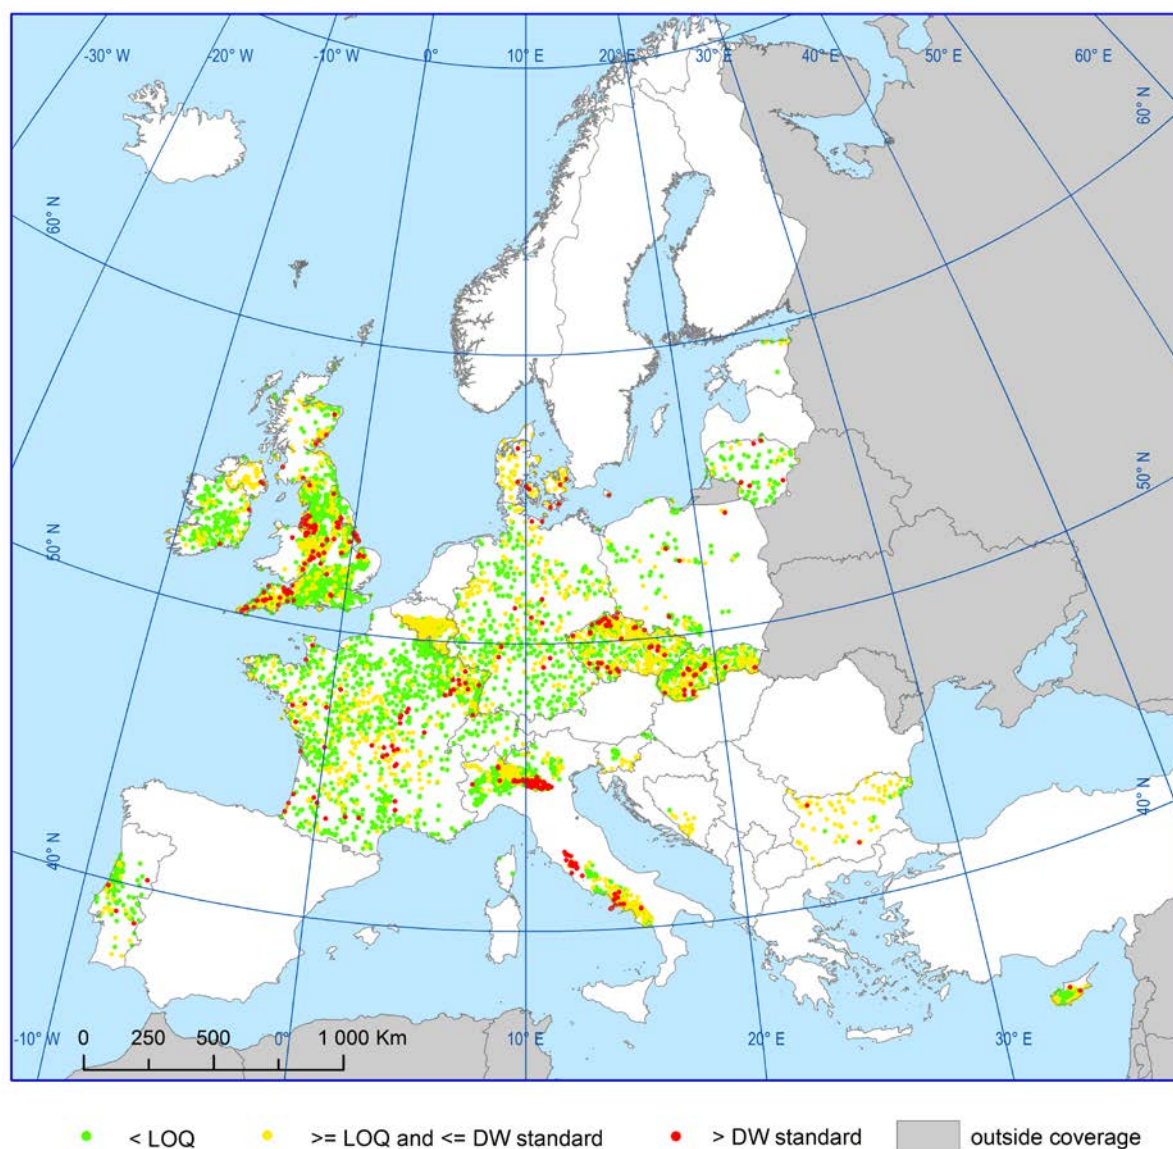 -30° W -20° W -10° W 0° 10° E 20° E 30° E 40° E 50° E 60° E
60° N
60° N
50° N
50° N
40° N
40° N
0 250 500 1 000 Km
-10° W 0° 10° E 20° E 30° E
< LOQ >= LOQ and <= DW standard > DW standard outside coverage